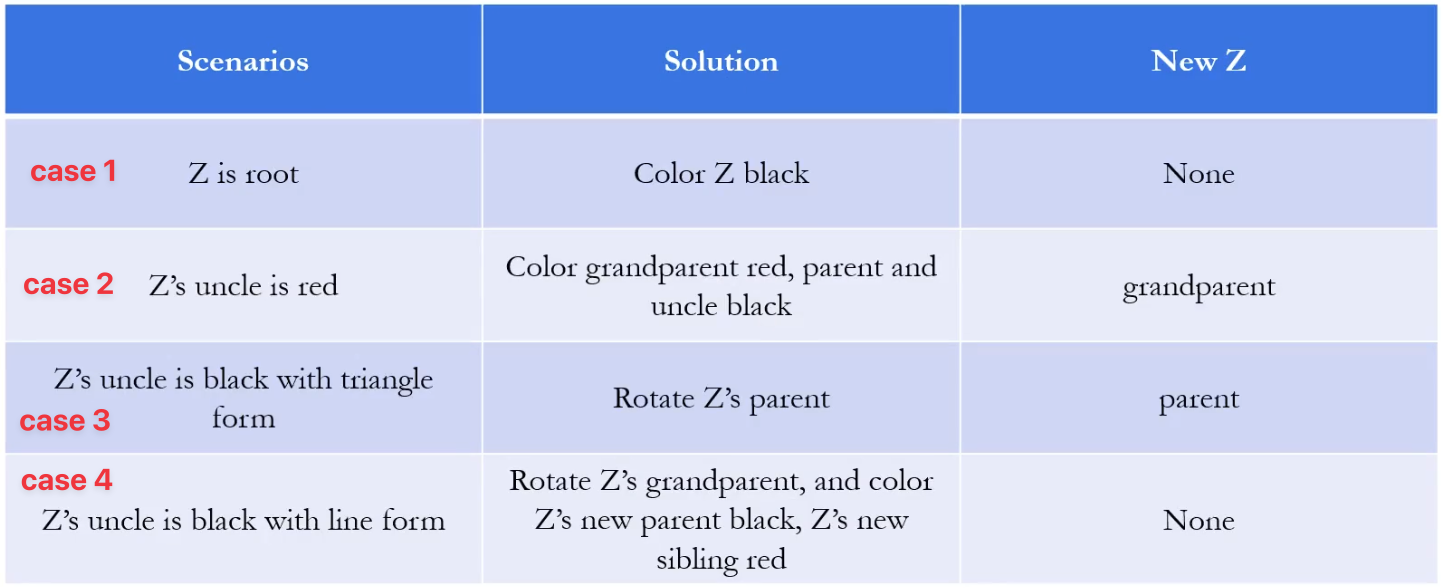 Scenarios
Solution
New Z
case 1
Z is root
Color Z black
None
case 2
Z’s uncle is red
Color grandparent red, parent and
uncle black
grandparent
Z’s uncle is black with triangle
form
case 3
Rotate Z’s parent
parent
case 4
Z’s uncle is black with line form
Rotate Z’s grandparent, and color
Z’s new parent black, Z’s new
sibling red
None